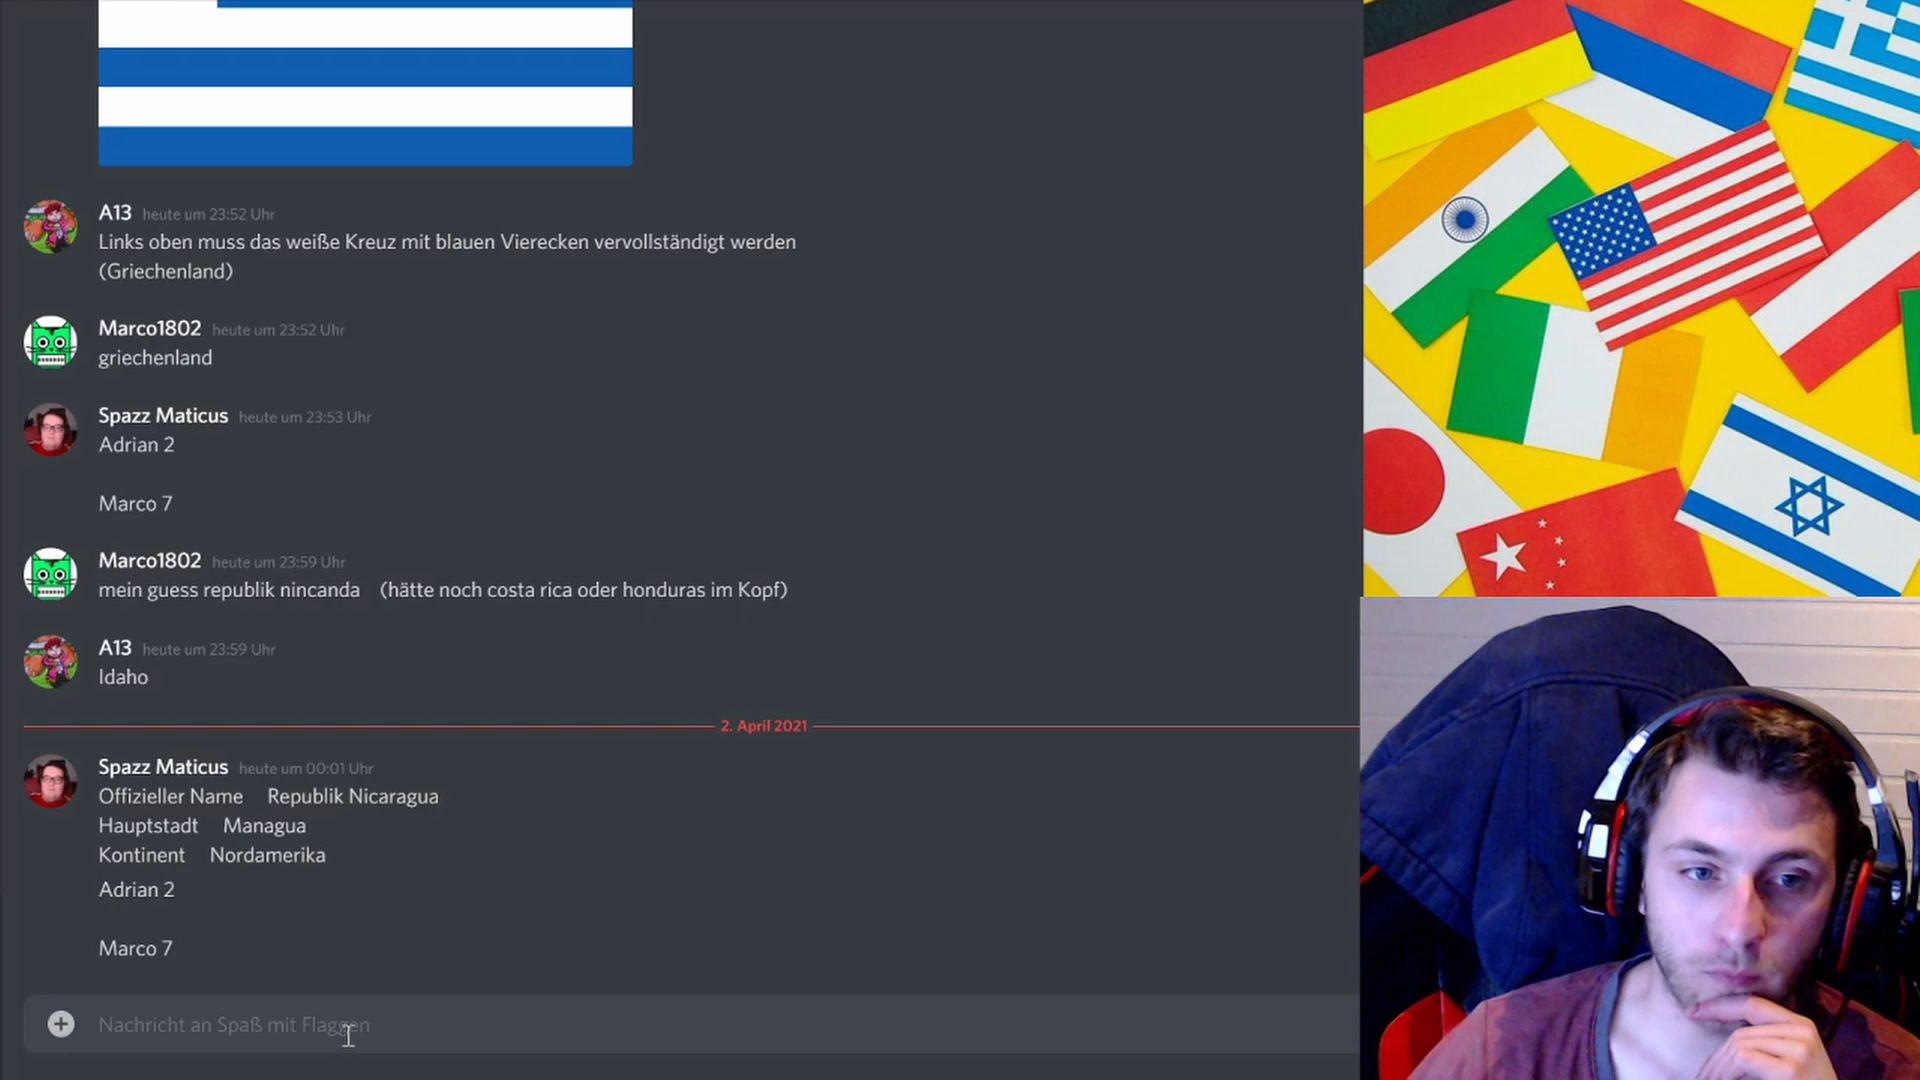 A13 heute um 23:52 Uhr
Links oben muss das weiße Kreuz mit blauen Vierecken vervollständigt werden
(Griechenland)
Marco1802 heute um 23:52 Uhr
griechenland
Spazz Maticus heute um 23:53 Uhr
Adrian 2
Marco 7
Marco1802 heute um 23:59 Uhr
mein guess republik nincanda (hätte noch costa rica oder honduras im Kopf)
A13 heute um 23:59 Uhr
Idaho
2. April 2021
Spazz Maticus heute um 00:01 Uhr
Offizieller Name Republik Nicaragua
Hauptstadt Managua
Kontinent Nordamerika
Adrian 2
Marco 7
Nachricht an Spaß mit Flaggen